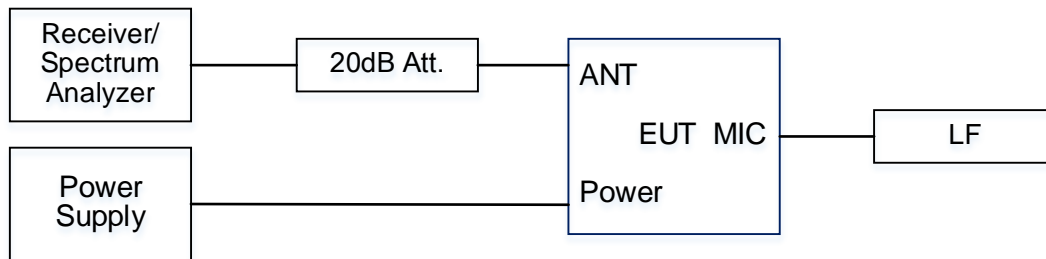 Receiver/
Spectrum
Analyzer
20dB Att.
ANT
EUT MIC
LF
Power
Power
Supply